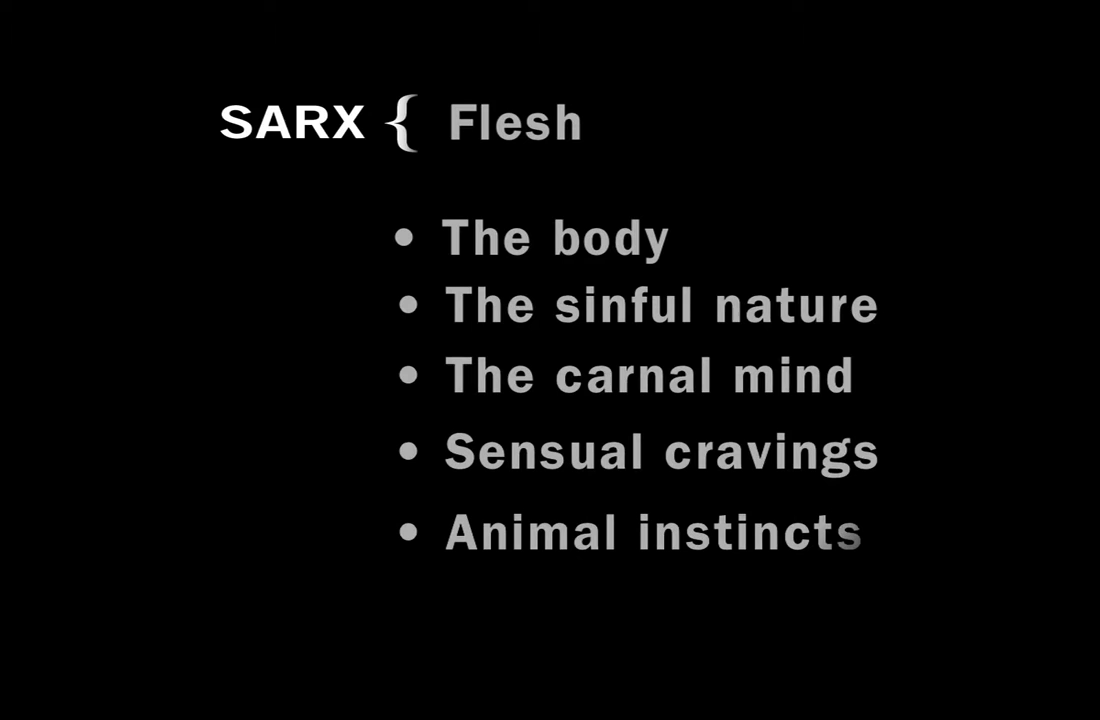 SARX { Flesh
• The body
• The sinful nature
• The carnal mind
• Sensual cravings
• Animal instincts